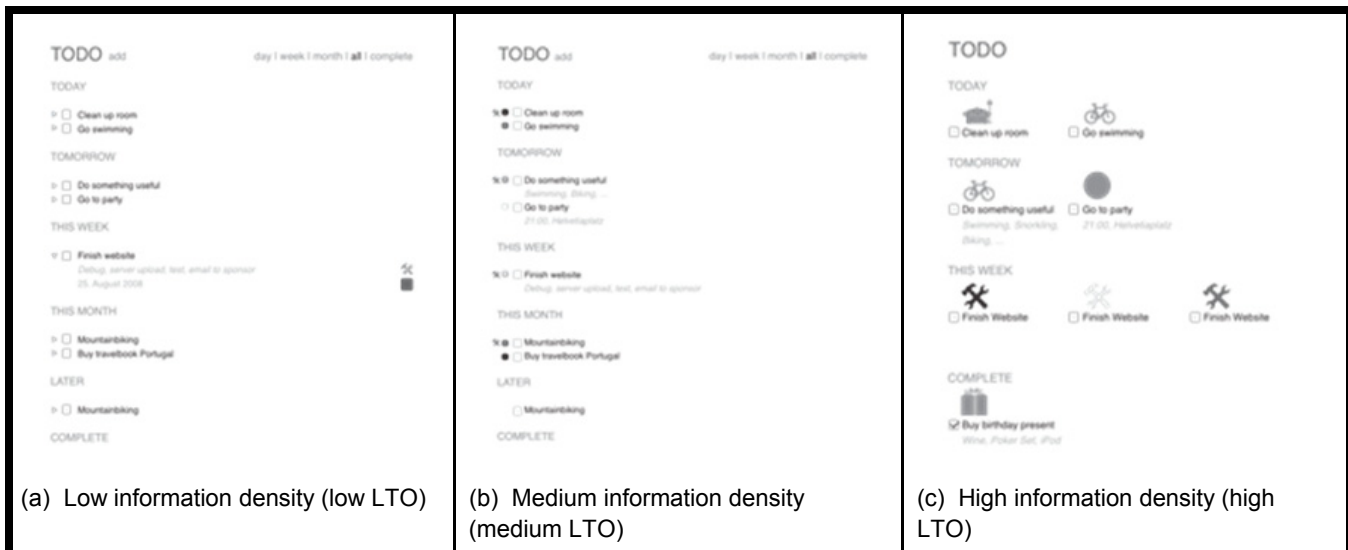 TODO add day | week | month | all | complete
TODAY
Clean up room
Go swimming
TOMORROW
Do something useful
Go to party
THIS WEEK
Finish website
Debug, server upload, test, email to sponsor
25. August 2008
THIS MONTH
Mountainbiking
Buy travelbook Portugal
LATER
Mountainbiking
COMPLETE
(a) Low information density (low LTO)
TODO add day | week | month | all | complete
TODAY
Clean up room
Go swimming
TOMORROW
Do something useful
Swimming, Biking, ...
Go to party
21:00, Helvetiaplatz
THIS WEEK
Finish website
Debug, server upload, test, email to sponsor
THIS MONTH
Mountainbiking
Buy travelbook Portugal
LATER
Mountainbiking
COMPLETE
(b) Medium information density
(medium LTO)
TODO
TODAY
Clean up room Go swimming
TOMORROW
Do something useful Go to party
Swimming, Snorkling, 21:00, Helvetiaplatz
Biking, ...
THIS WEEK
Finish Website Finish Website Finish Website
COMPLETE
Buy birthday present
Wine, Poker Set, iPod
(c) High information density (high
LTO)